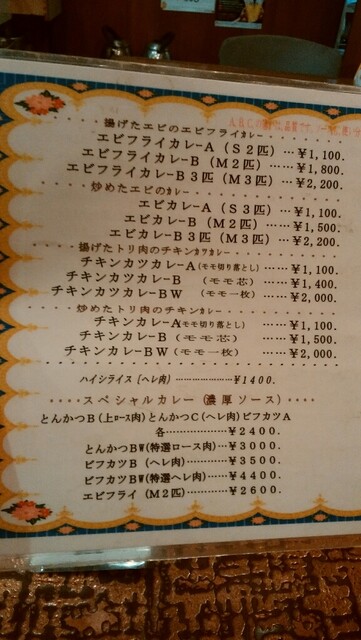 ・・・・揚げたエビのエビフライカレー・・・・
エビフライカレーA（S2匹）…¥1,100.
エビフライカレーB（M2匹）……¥1,800.
エビフライカレーB3匹（M3匹）…¥2,200.
・・・・炒めたエビのカレー・・・・
エビカレーA（S3匹）…¥1,100.
エビカレーB（M2匹）……¥1,500.
エビカレーB3匹（M3匹）…¥2,200.
・・・・揚げたトリ肉のチキンカツカレー・・・・
チキンカツカレーA(モモ切り落とし)……¥1,100.
チキンカツカレーB（モモ芯）……¥1,400.
チキンカツカレーBW（モモ一枚）……¥2,000.
・・・・炒めたトリ肉のチキンカレー・・・・
チキンカレーA(モモ切り落とし)……¥1,100.
チキンカレーB（モモ芯）……¥1,500.
チキンカレーBW（モモ一枚）……¥2,000.
ハイシライス [ヘレ肉]…………………¥1400.
・・・・スペシャルカレー（濃厚ソース）・・・・
とんかつB(上ロース肉)とんかつC(ヘレ肉)ビフカツA
各……………¥2400.
とんかつBW(特選ロース肉)…¥3000.
ビフカツB（ヘレ肉）…………¥3500.
ビフカツBW(特選ヘレ肉)……¥4400.
エビフライ（M2匹）…………¥2600.